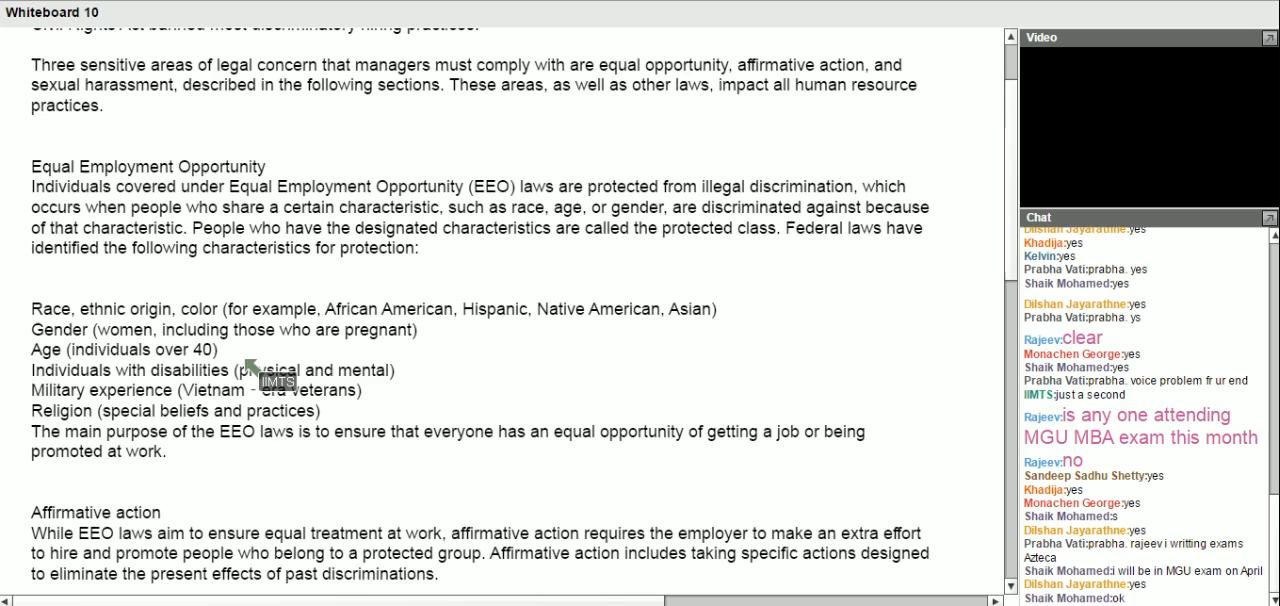 Whiteboard 10
Civil Rights Act banned most discriminatory hiring practices.
Three sensitive areas of legal concern that managers must comply with are equal opportunity, affirmative action, and
sexual harassment, described in the following sections. These areas, as well as other laws, impact all human resource
practices.
Equal Employment Opportunity
Individuals covered under Equal Employment Opportunity (EEO) laws are protected from illegal discrimination, which
occurs when people who share a certain characteristic, such as race, age, or gender, are discriminated against because
of that characteristic. People who have the designated characteristics are called the protected class. Federal laws have
identified the following characteristics for protection:
Race, ethnic origin, color (for example, African American, Hispanic, Native American, Asian)
Gender (women, including those who are pregnant)
Age (individuals over 40)
Individuals with disabilities (physical and mental)
IIMTS
Military experience (Vietnam - era veterans)
Religion (special beliefs and practices)
The main purpose of the EEO laws is to ensure that everyone has an equal opportunity of getting a job or being
promoted at work.
Affirmative action
While EEO laws aim to ensure equal treatment at work, affirmative action requires the employer to make an extra effort
to hire and promote people who belong to a protected group. Affirmative action includes taking specific actions designed
to eliminate the present effects of past discriminations.
Video
Chat
Dilshan Jayarathne:yes
Khadija:yes
Kelvin:yes
Prabha Vati:prabha. yes
Shaik Mohamed:yes
Dilshan Jayarathne:yes
Prabha Vati:prabha. ys
Rajeev:clear
Monachen George:yes
Shaik Mohamed:yes
Prabha Vati:prabha. voice problem fr ur end
IIMTS:just a second
Rajeev:is any one attending
MGU MBA exam this month
Rajeev:no
Sandeep Sadhu Shetty:yes
Khadija:yes
Monachen George:yes
Shaik Mohamed:s
Dilshan Jayarathne:yes
Prabha Vati:prabha. rajeev i writting exams
Azteca
Shaik Mohamed:i will be in MGU exam on April
Dilshan Jayarathne:yes
Shaik Mohamed:ok